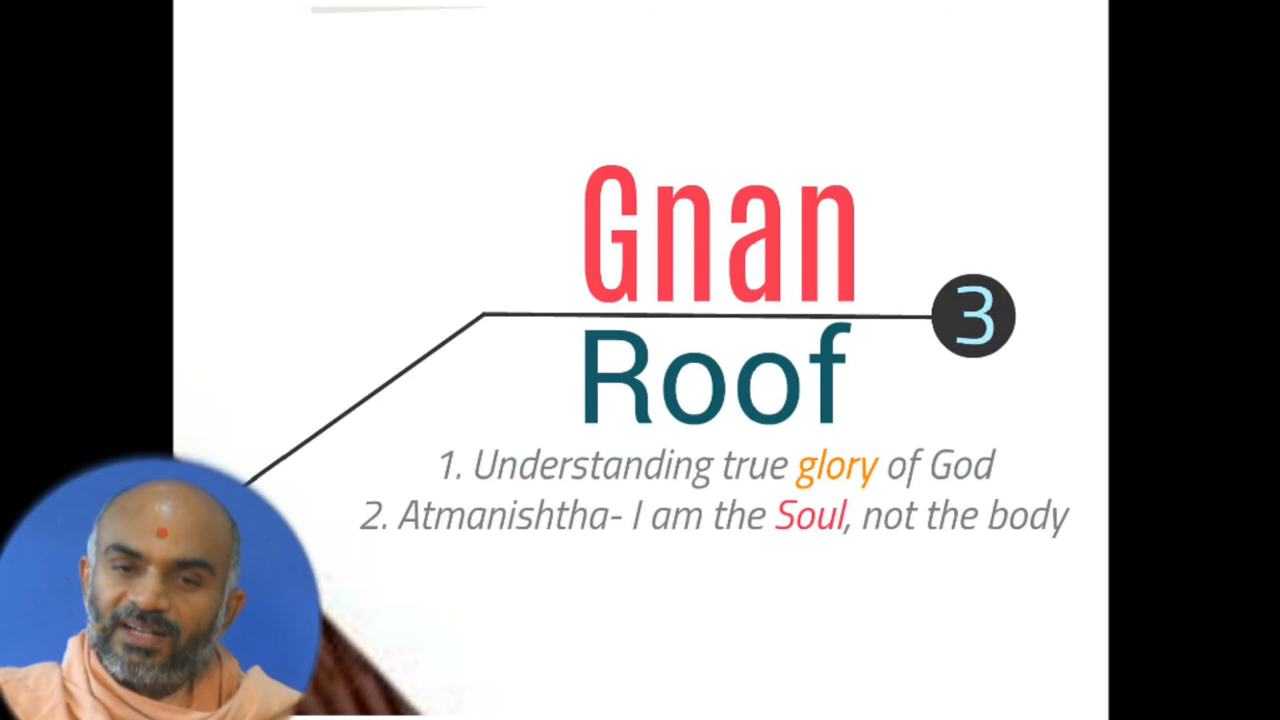 Gnan
3
Roof
1. Understanding true glory of God
2. Atmanishtha- I am the Soul, not the body